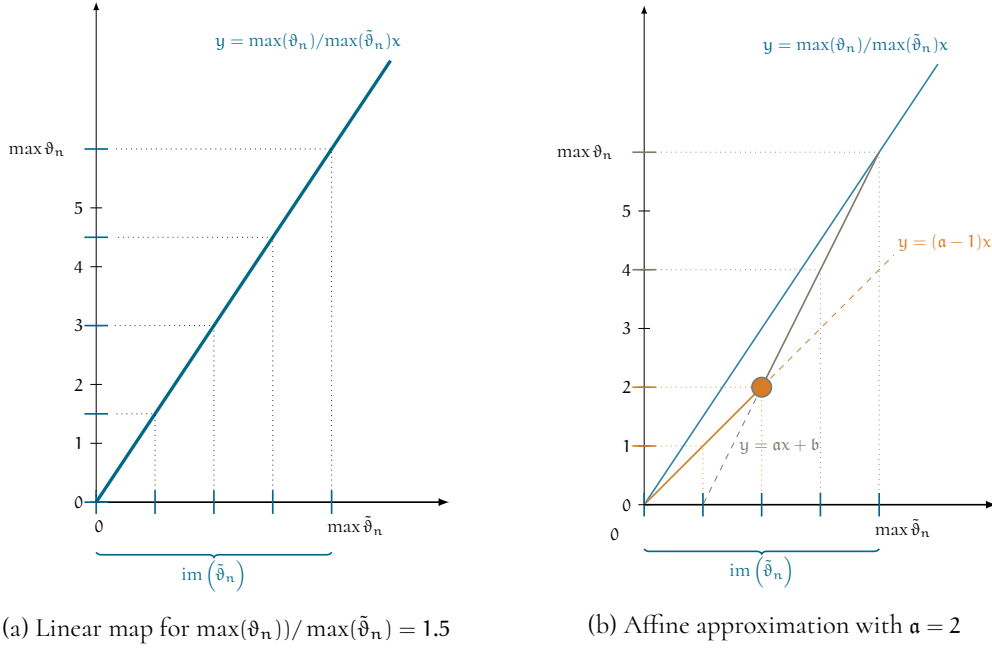 y = max(ϑₙ)/max(ϑ̃ₙ)x
max ϑₙ
5
4
3
2
1
0
0
max ϑ̃ₙ
im (ϑ̃ₙ)
(a) Linear map for max(ϑₙ))/ max(ϑ̃ₙ) = 1.5
y = max(ϑₙ)/max(ϑ̃ₙ)x
max ϑₙ
5
y = (𝔞 − 1)x
4
3
2
1
y = 𝔞x + 𝔟
0
0
max ϑ̃ₙ
im (ϑ̃ₙ)
(b) Affine approximation with 𝔞 = 2